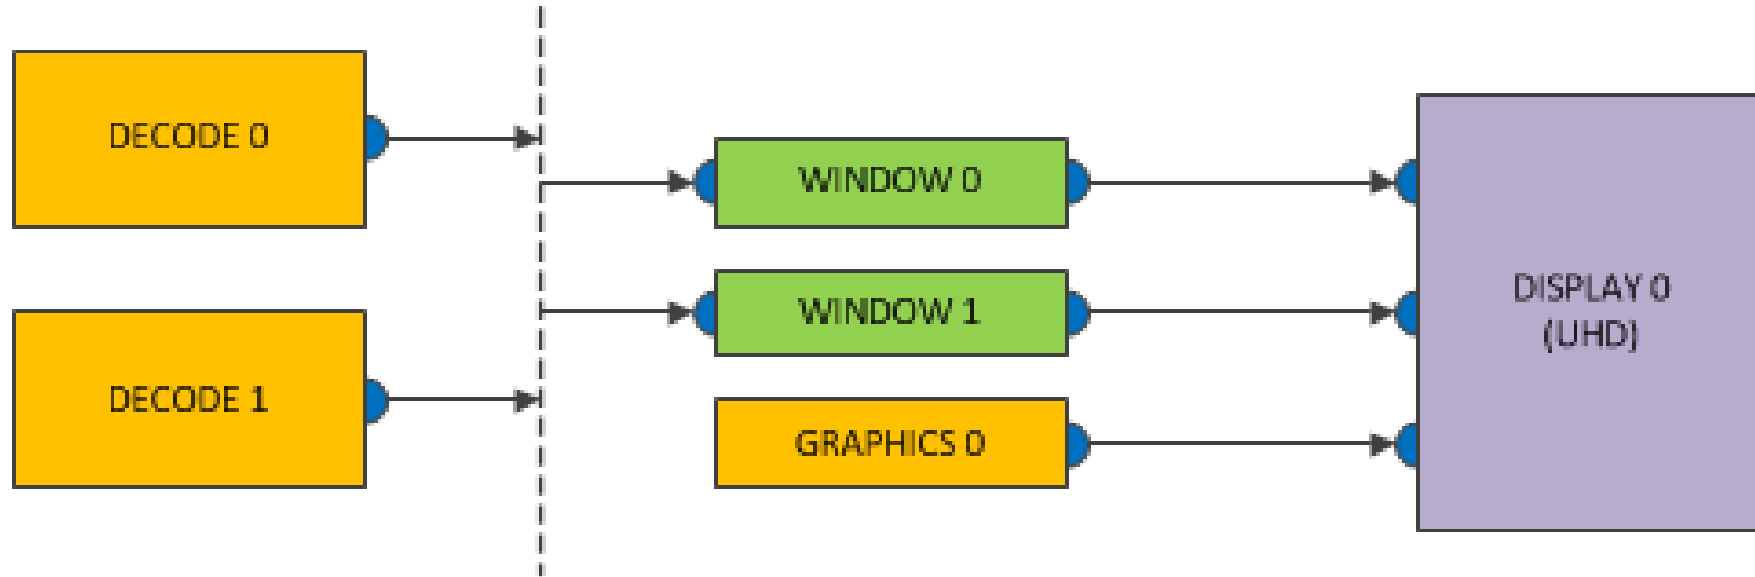 DECODE 0
WINDOW 0
WINDOW 1
DISPLAY 0
(UHD)
DECODE 1
GRAPHICS 0